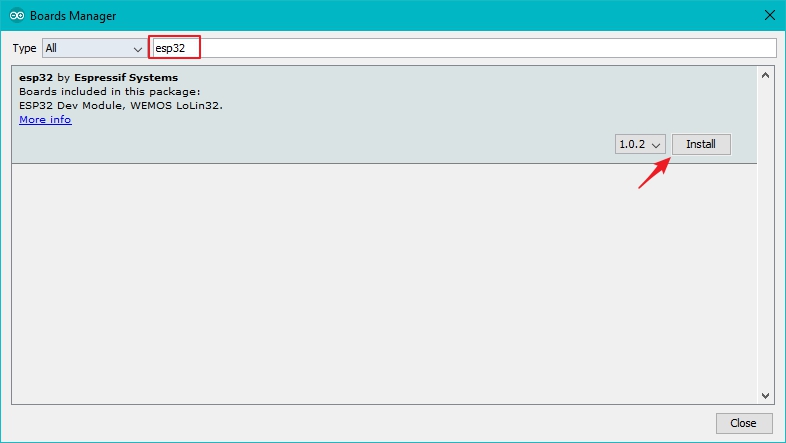 Boards Manager
Type All esp32
esp32 by Espressif Systems
Boards included in this package:
ESP32 Dev Module, WEMOS LoLin32.
More info
1.0.2 Install
Close